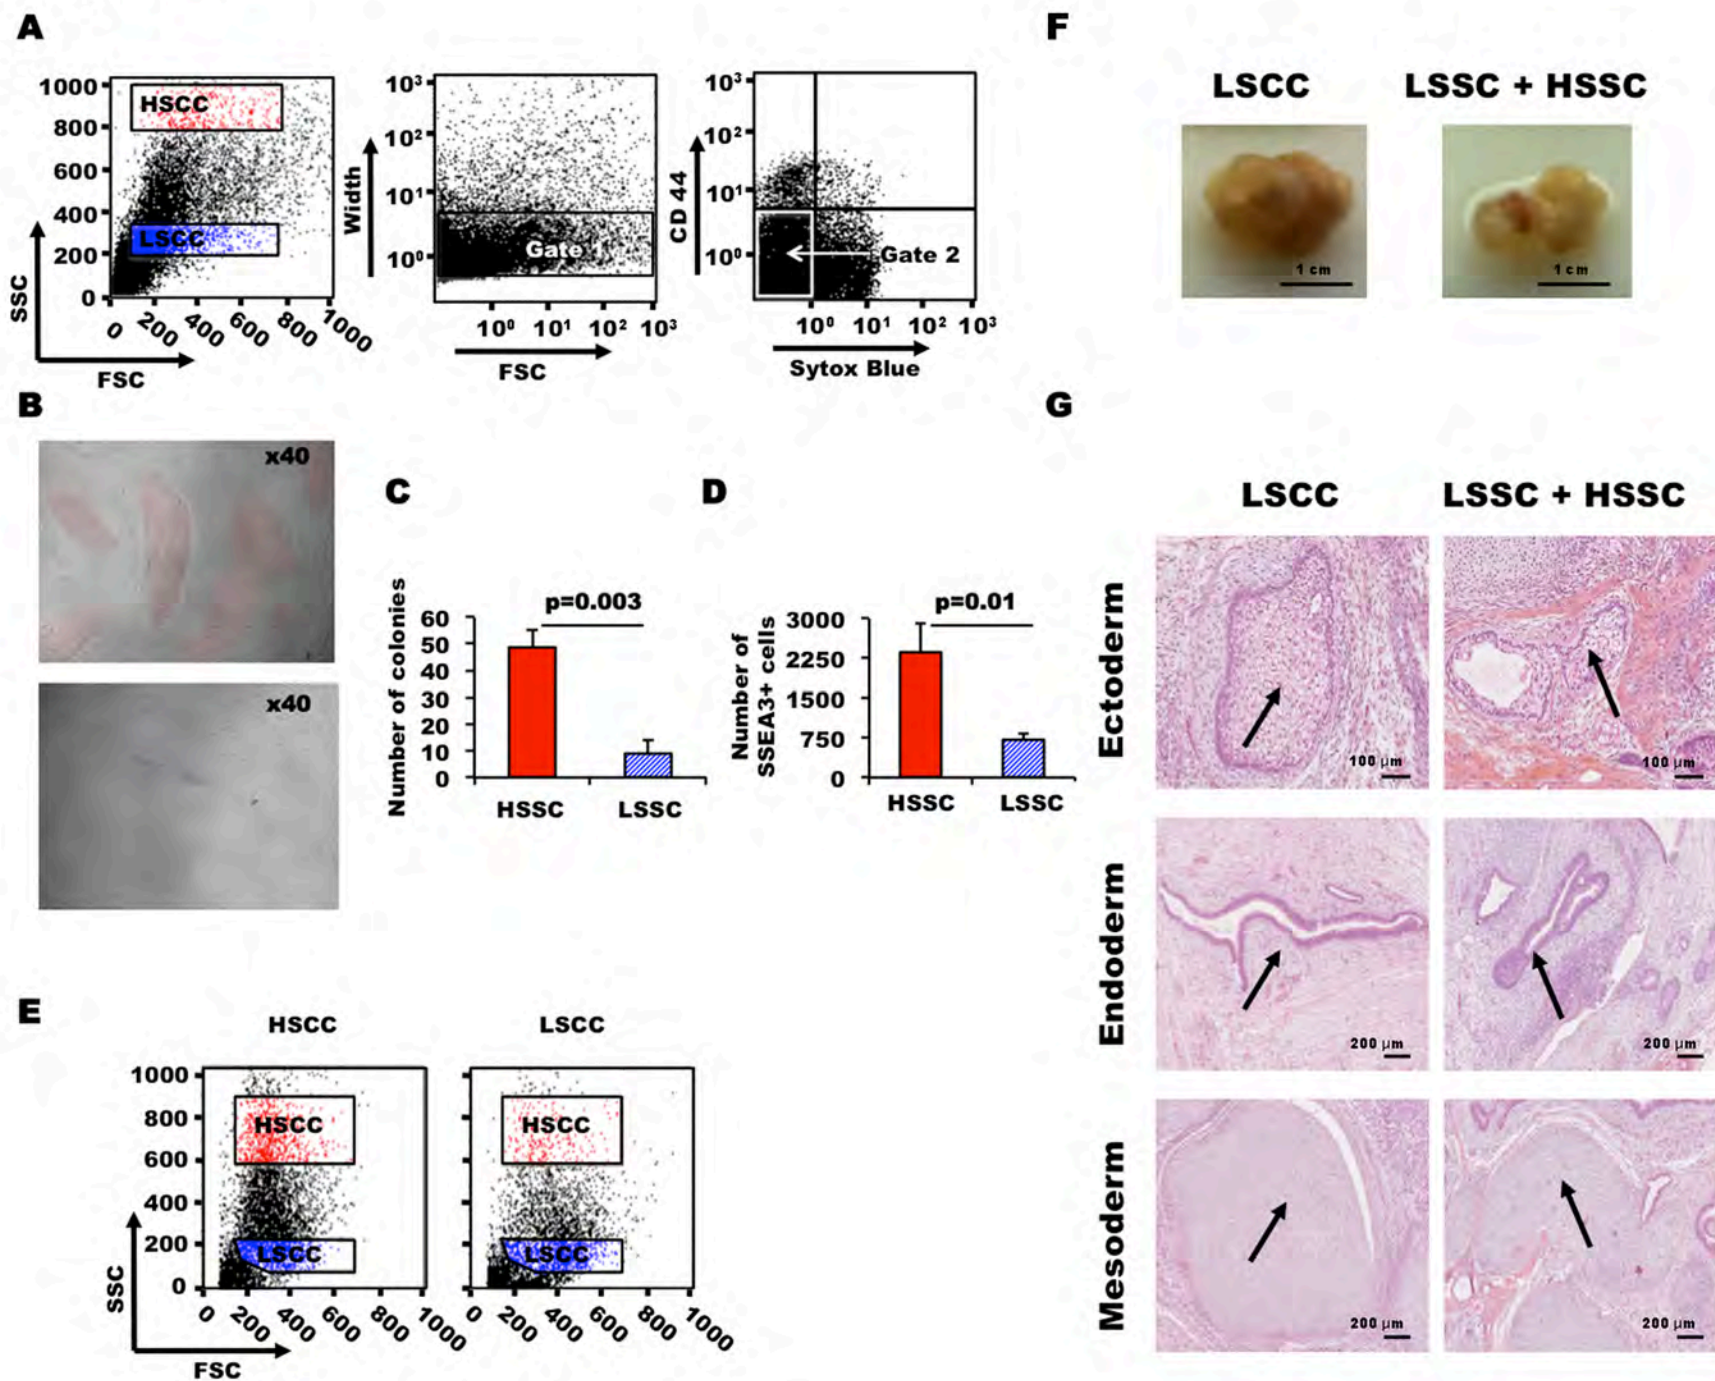 A
1000
800
600
400
200
0
HSCC
LSCC
SSC
0 200 400 600 800 1000
FSC
10³
10²
10¹
10⁰
Width
Gate 1
10⁰ 10¹ 10² 10³
FSC
10³
10²
10¹
10⁰
CD 44
Gate 2
10⁰ 10¹ 10² 10³
Sytox Blue
B
x40
x40
C
Number of colonies
60
50
40
30
20
10
0
p=0.003
HSSC LSSC
D
Number of
SSEA3+ cells
3000
2250
1500
750
0
p=0.01
HSSC LSSC
E
HSCC
LSCC
1000
800
600
400
200
0
SSC
HSCC
LSCC
HSCC
LSCC
0 200 400 600 800 1000
0 200 400 600 800 1000
FSC
F
LSCC
LSSC + HSSC
1 cm
1 cm
G
LSCC
LSSC + HSSC
Ectoderm
100 µm
100 µm
Endoderm
200 µm
200 µm
Mesoderm
200 µm
200 µm